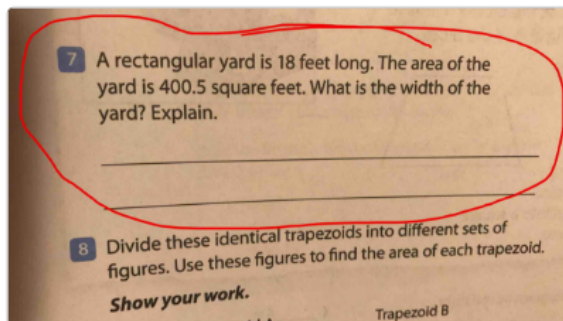 7 A rectangular yard is 18 feet long. The area of the
yard is 400.5 square feet. What is the width of the
yard? Explain.
8 Divide these identical trapezoids into different sets of
figures. Use these figures to find the area of each trapezoid.
Show your work.
Trapezoid B